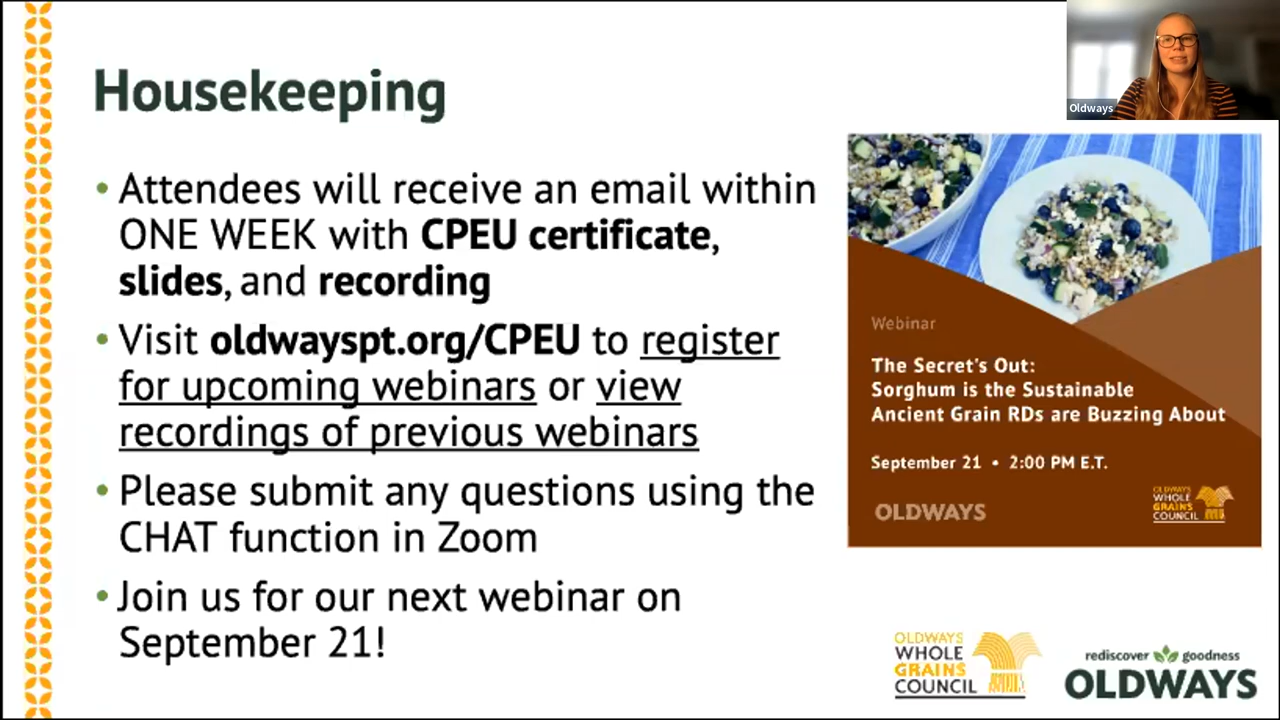 Housekeeping
• Attendees will receive an email within
ONE WEEK with CPEU certificate,
slides, and recording
• Visit oldwayspt.org/CPEU to register
for upcoming webinars or view
recordings of previous webinars
• Please submit any questions using the
CHAT function in Zoom
• Join us for our next webinar on
September 21!
Oldways
Webinar
The Secret's Out:
Sorghum is the Sustainable
Ancient Grain RDs are Buzzing About
September 21 • 2:00 PM E.T.
OLDWAYS
OLDWAYS
WHOLE
GRAINS
COUNCIL
OLDWAYS
WHOLE
GRAINS
COUNCIL
rediscover goodness
OLDWAYS